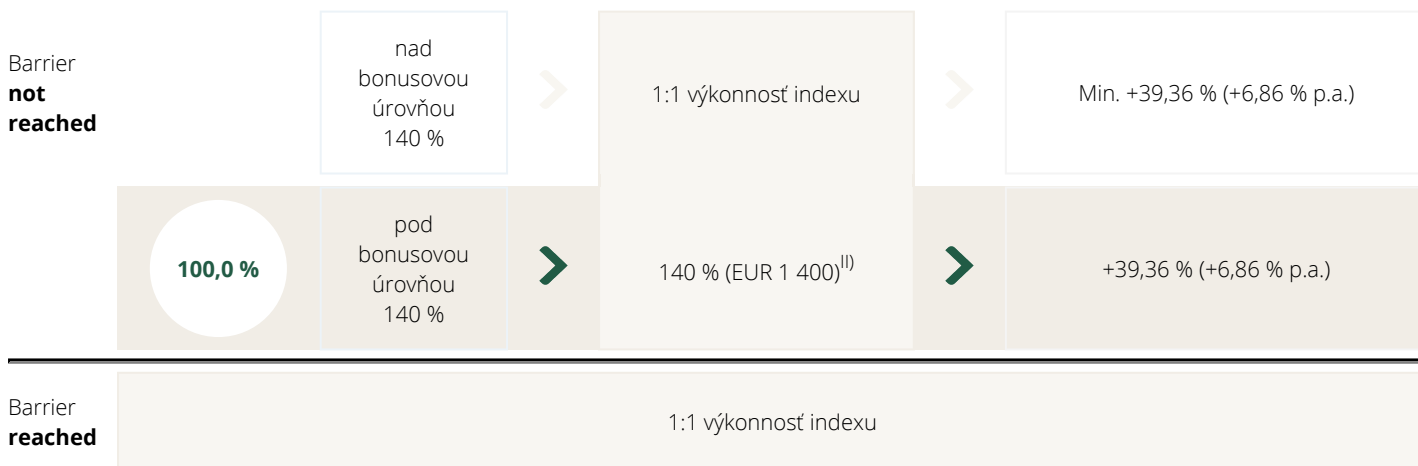 Barrier
not
reached
nad
bonusovou
úrovňou
140 %
1:1 výkonnosť indexu
Min. +39,36 % (+6,86 % p.a.)
100,0 %
pod
bonusovou
úrovňou
140 %
140 % (EUR 1 400)II)
+39,36 % (+6,86 % p.a.)
Barrier
reached
1:1 výkonnosť indexu